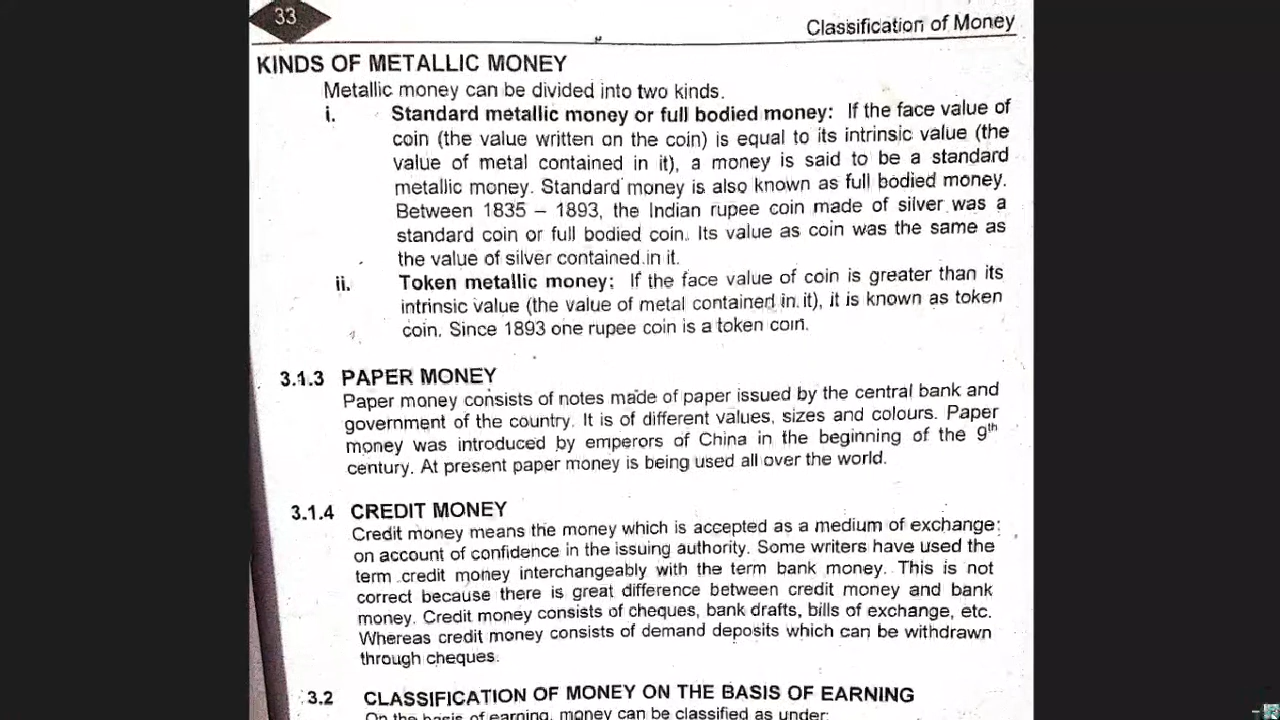 33
Classification of Money
KINDS OF METALLIC MONEY
Metallic money can be divided into two kinds.
i. Standard metallic money or full bodied money: If the face value of
coin (the value written on the coin) is equal to its intrinsic value (the
value of metal contained in it), a money is said to be a standard
metallic money. Standard money is also known as full bodied money.
Between 1835 – 1893, the Indian rupee coin made of silver was a
standard coin or full bodied coin. Its value as coin was the same as
the value of silver contained in it.
ii. Token metallic money: If the face value of coin is greater than its
intrinsic value (the value of metal contained in it), it is known as token
coin. Since 1893 one rupee coin is a token coin.
3.1.3 PAPER MONEY
Paper money consists of notes made of paper issued by the central bank and
government of the country. It is of different values, sizes and colours. Paper
money was introduced by emperors of China in the beginning of the 9th
century. At present paper money is being used all over the world.
3.1.4 CREDIT MONEY
Credit money means the money which is accepted as a medium of exchange
on account of confidence in the issuing authority. Some writers have used the
term credit money interchangeably with the term bank money. This is not
correct because there is great difference between credit money and bank
money. Credit money consists of cheques, bank drafts, bills of exchange, etc.
Whereas credit money consists of demand deposits which can be withdrawn
through cheques.
3.2 CLASSIFICATION OF MONEY ON THE BASIS OF EARNING
On the basis of earning, money can be classified as under: